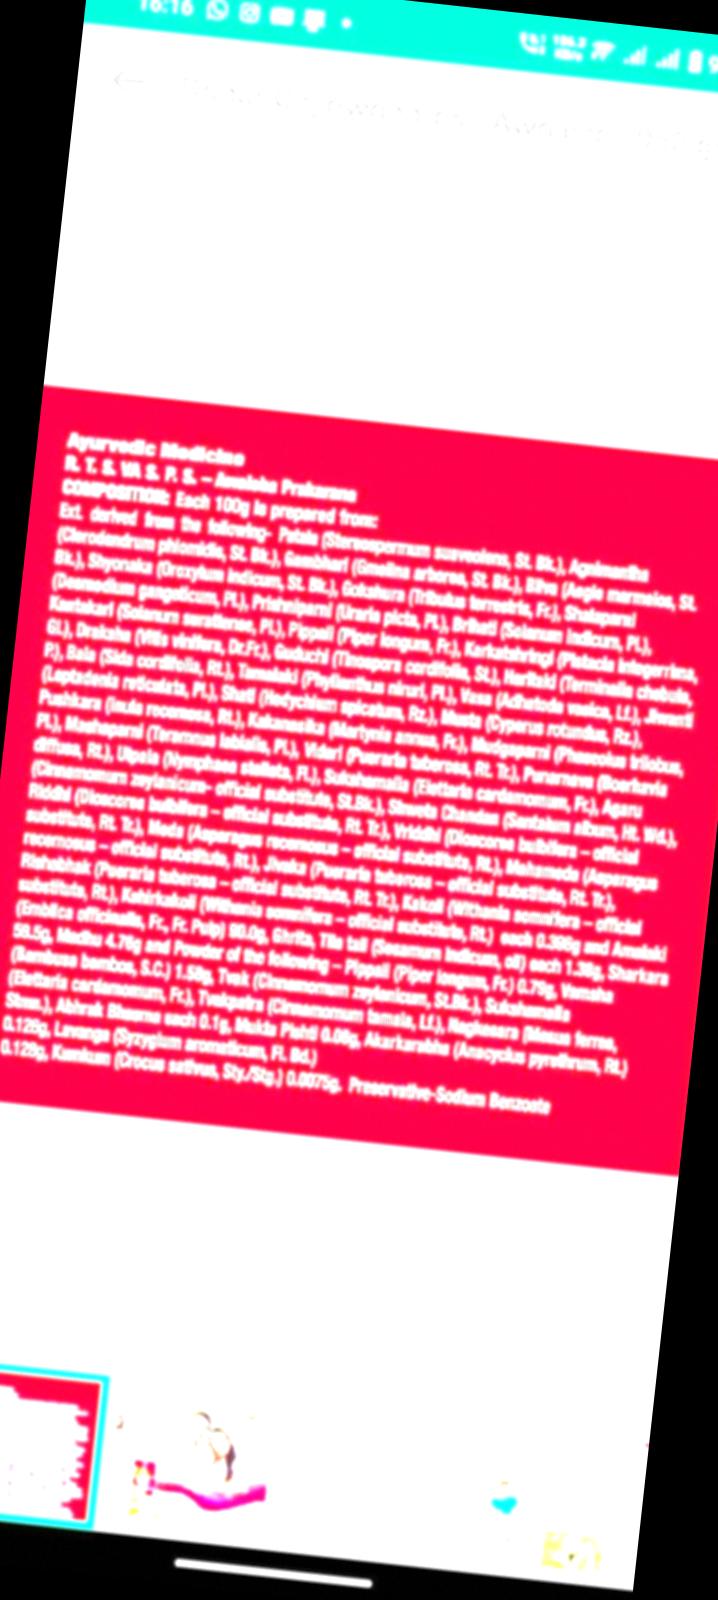 16:16
Ayurvedic Medicine
R. T. S. VA S. P. S. – Awaleha Prakarana
COMPOSITION: Each 100g is prepared from:
Ext. derived from the following- Patala (Stereospermum suaveolens, St. Bk.), Agnimantha
(Clerodendrum phlomidis, St. Bk.), Gambhari (Gmelina arborea, St. Bk.), Bilva (Aegle marmelos, St.
Bk.), Shyonaka (Oroxylum indicum, St. Bk.), Gokshura (Tribulus terrestris, Fr.), Shalaparni
(Desmodium gangeticum, Pl.), Prishniparni (Uraria picta, Pl.), Brihati (Solanum indicum, Pl.),
Kantakari (Solanum surattense, Pl.), Pippali (Piper longum, Fr.), Karkatshringi (Pistacia integerrima,
Gl.), Draksha (Vitis vinifera, Dr.Fr.), Guduchi (Tinospora cordifolia, St.), Haritaki (Terminalia chebula,
P.), Bala (Sida cordifolia, Rt.), Tamalaki (Phyllanthus niruri, Pl.), Vasa (Adhatoda vasica, Lf.), Jiwanti
(Leptadenia reticulata, Pl.), Shati (Hedychium spicatum, Rz.), Musta (Cyperus rotundus, Rz.),
Pushkara (Inula racemosa, Rt.), Kakanasika (Martynia annua, Fr.), Mudgaparni (Phaseolus trilobus,
Pl.), Mashaparni (Teramnus labialis, Pl.), Vidari (Pueraria tuberosa, Rt. Tr.), Punarnava (Boerhavia
diffusa, Rt.), Utpala (Nymphaea stellata, Fl.), Sukshamaila (Elettaria cardamomum, Fr.), Agaru
(Cinnamomum zeylanicum- official substitute, St.Bk.), Shweta Chandan (Santalum album, Ht. Wd.),
Riddhi (Dioscorea bulbifera – official substitute, Rt. Tr.), Vriddhi (Dioscorea bulbifera – official
substitute, Rt. Tr.), Meda (Asparagus racemosus – official substitute, Rt.), Mahameda (Asparagus
racemosus – official substitute, Rt.), Jivaka (Pueraria tuberosa – official substitute, Rt. Tr.),
Rishabhak (Pueraria tuberosa – official substitute, Rt. Tr.), Kakoli (Withania somnifera – official
substitute, Rt.), Kshirkakoli (Withania somnifera – official substitute, Rt.) each 0.396g and Amalaki
(Emblica officinalis, Fr., Fr. Pulp) Ghrita, Tila tail (Sesamum indicum, oil) each 1.38g, Sharkara
56.5g, Madhu 4.76g and Powder of the following – Pippali (Piper longum, Fr.) 0.79g, Vamsha
(Bambusa bambos, S.C.) 1.58g, Tvak (Cinnamomum zeylanicum, St.Bk.), Sukshamaila
(Elettaria cardamomum, Fr.), Tvakpatra (Cinnamomum tamala, Lf.), Nagkesara (Mesua ferrea,
Stmn.), Abhrak Bhasma each 0.1g, Mukta Pishti 0.06g, Akarkarabha (Anacyclus pyrethrum, Rt.)
0.126g, Lavanga (Syzygium aromaticum, Fl. Bd.)
0.128g, Kumkum (Crocus sativus, Sty./Stg.) 0.0075g, Preservative-Sodium Benzoate